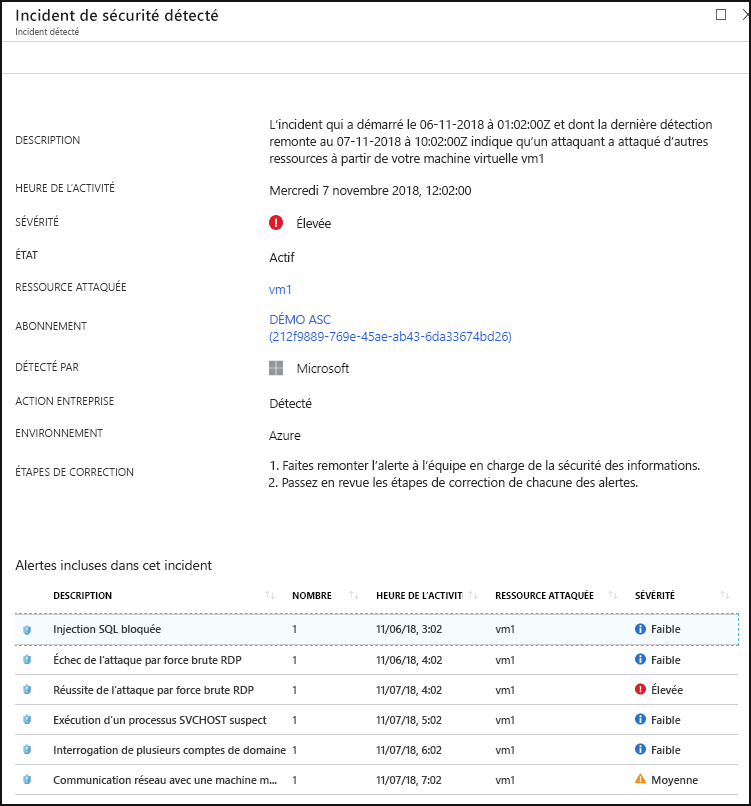 Incident de sécurité détecté
Incident détecté
DESCRIPTION
L'incident qui a démarré le 06-11-2018 à 01:02:00Z et dont la dernière détection
remonte au 07-11-2018 à 10:02:00Z indique qu'un attaquant a attaqué d'autres
ressources à partir de votre machine virtuelle vm1
HEURE DE L'ACTIVITÉ
Mercredi 7 novembre 2018, 12:02:00
SÉVÉRITÉ
Élevée
ÉTAT
Actif
RESSOURCE ATTAQUÉE
vm1
ABONNEMENT
DÉMO ASC
(212f9889-769e-45ae-ab43-6da33674bd26)
DÉTECTÉ PAR
Microsoft
ACTION ENTREPRISE
Détecté
ENVIRONNEMENT
Azure
ÉTAPES DE CORRECTION
1. Faites remonter l'alerte à l'équipe en charge de la sécurité des informations.
2. Passez en revue les étapes de correction de chacune des alertes.
Alertes incluses dans cet incident
DESCRIPTION NOMBRE HEURE DE L'ACTIVIT RESSOURCE ATTAQUÉE SÉVÉRITÉ
Injection SQL bloquée 1 11/06/18, 3:02 vm1 Faible
Échec de l'attaque par force brute RDP 1 11/06/18, 4:02 vm1 Faible
Réussite de l'attaque par force brute RDP 1 11/07/18, 4:02 vm1 Élevée
Exécution d'un processus SVCHOST suspect 1 11/07/18, 5:02 vm1 Faible
Interrogation de plusieurs comptes de domaine 1 11/07/18, 6:02 vm1 Faible
Communication réseau avec une machine m... 1 11/07/18, 7:02 vm1 Moyenne